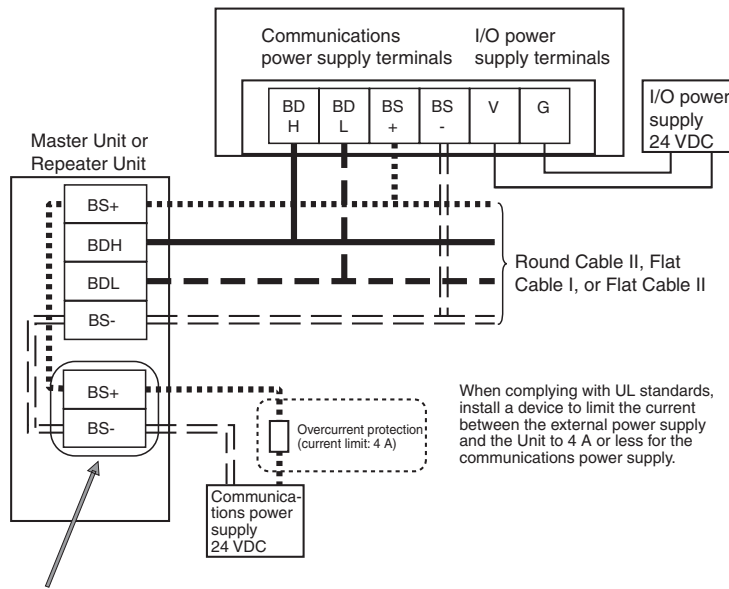 Communications
power supply terminals
I/O power
supply terminals
BD
H
BD
L
BS
+
BS
-
V
G
I/O power
supply
24 VDC
Master Unit or
Repeater Unit
BS+
BDH
BDL
BS-
Round Cable II, Flat
Cable I, or Flat Cable II
BS+
BS-
Overcurrent protection
(current limit: 4 A)
When complying with UL standards,
install a device to limit the current
between the external power supply
and the Unit to 4 A or less for the
communications power supply.
Communica-
tions power
supply
24 VDC